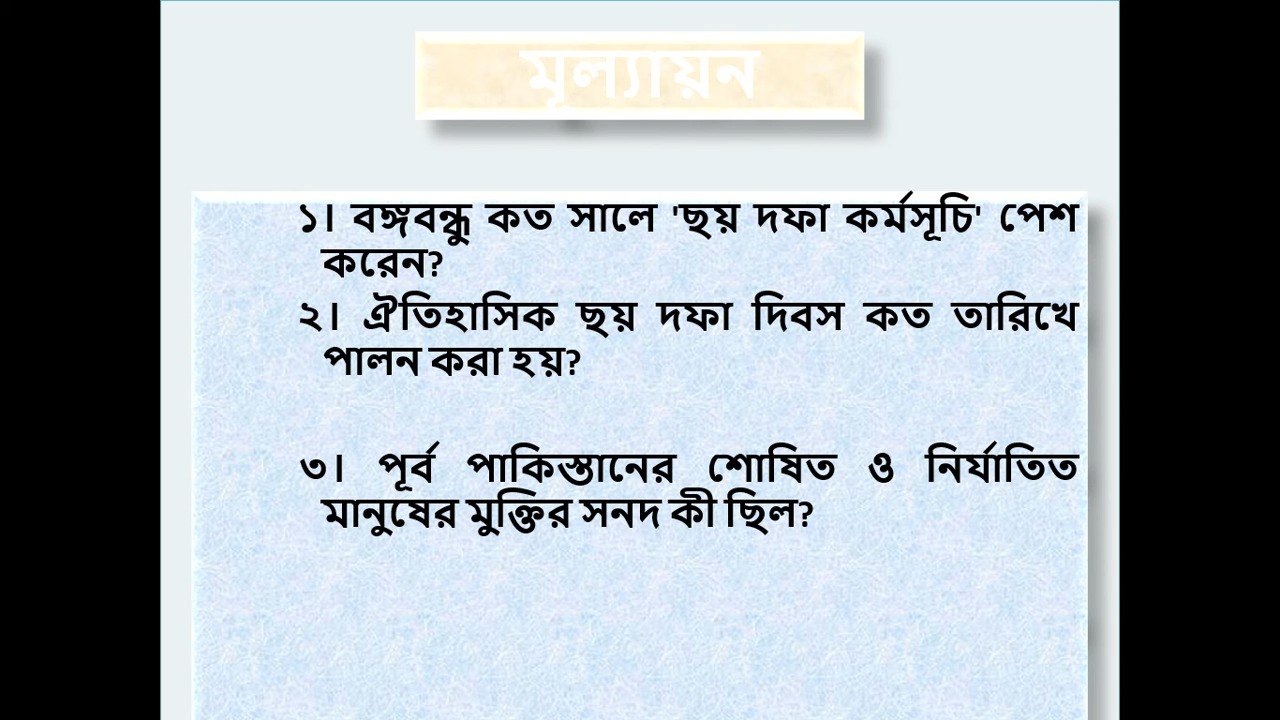 মূল্যায়ন
১। বঙ্গবন্ধু কত সালে 'ছয় দফা কর্মসূচি' পেশ
করেন?
২। ঐতিহাসিক ছয় দফা দিবস কত তারিখে
পালন করা হয়?
৩। পূর্ব পাকিস্তানের শোষিত ও নির্যাতিত
মানুষের মুক্তির সনদ কী ছিল?